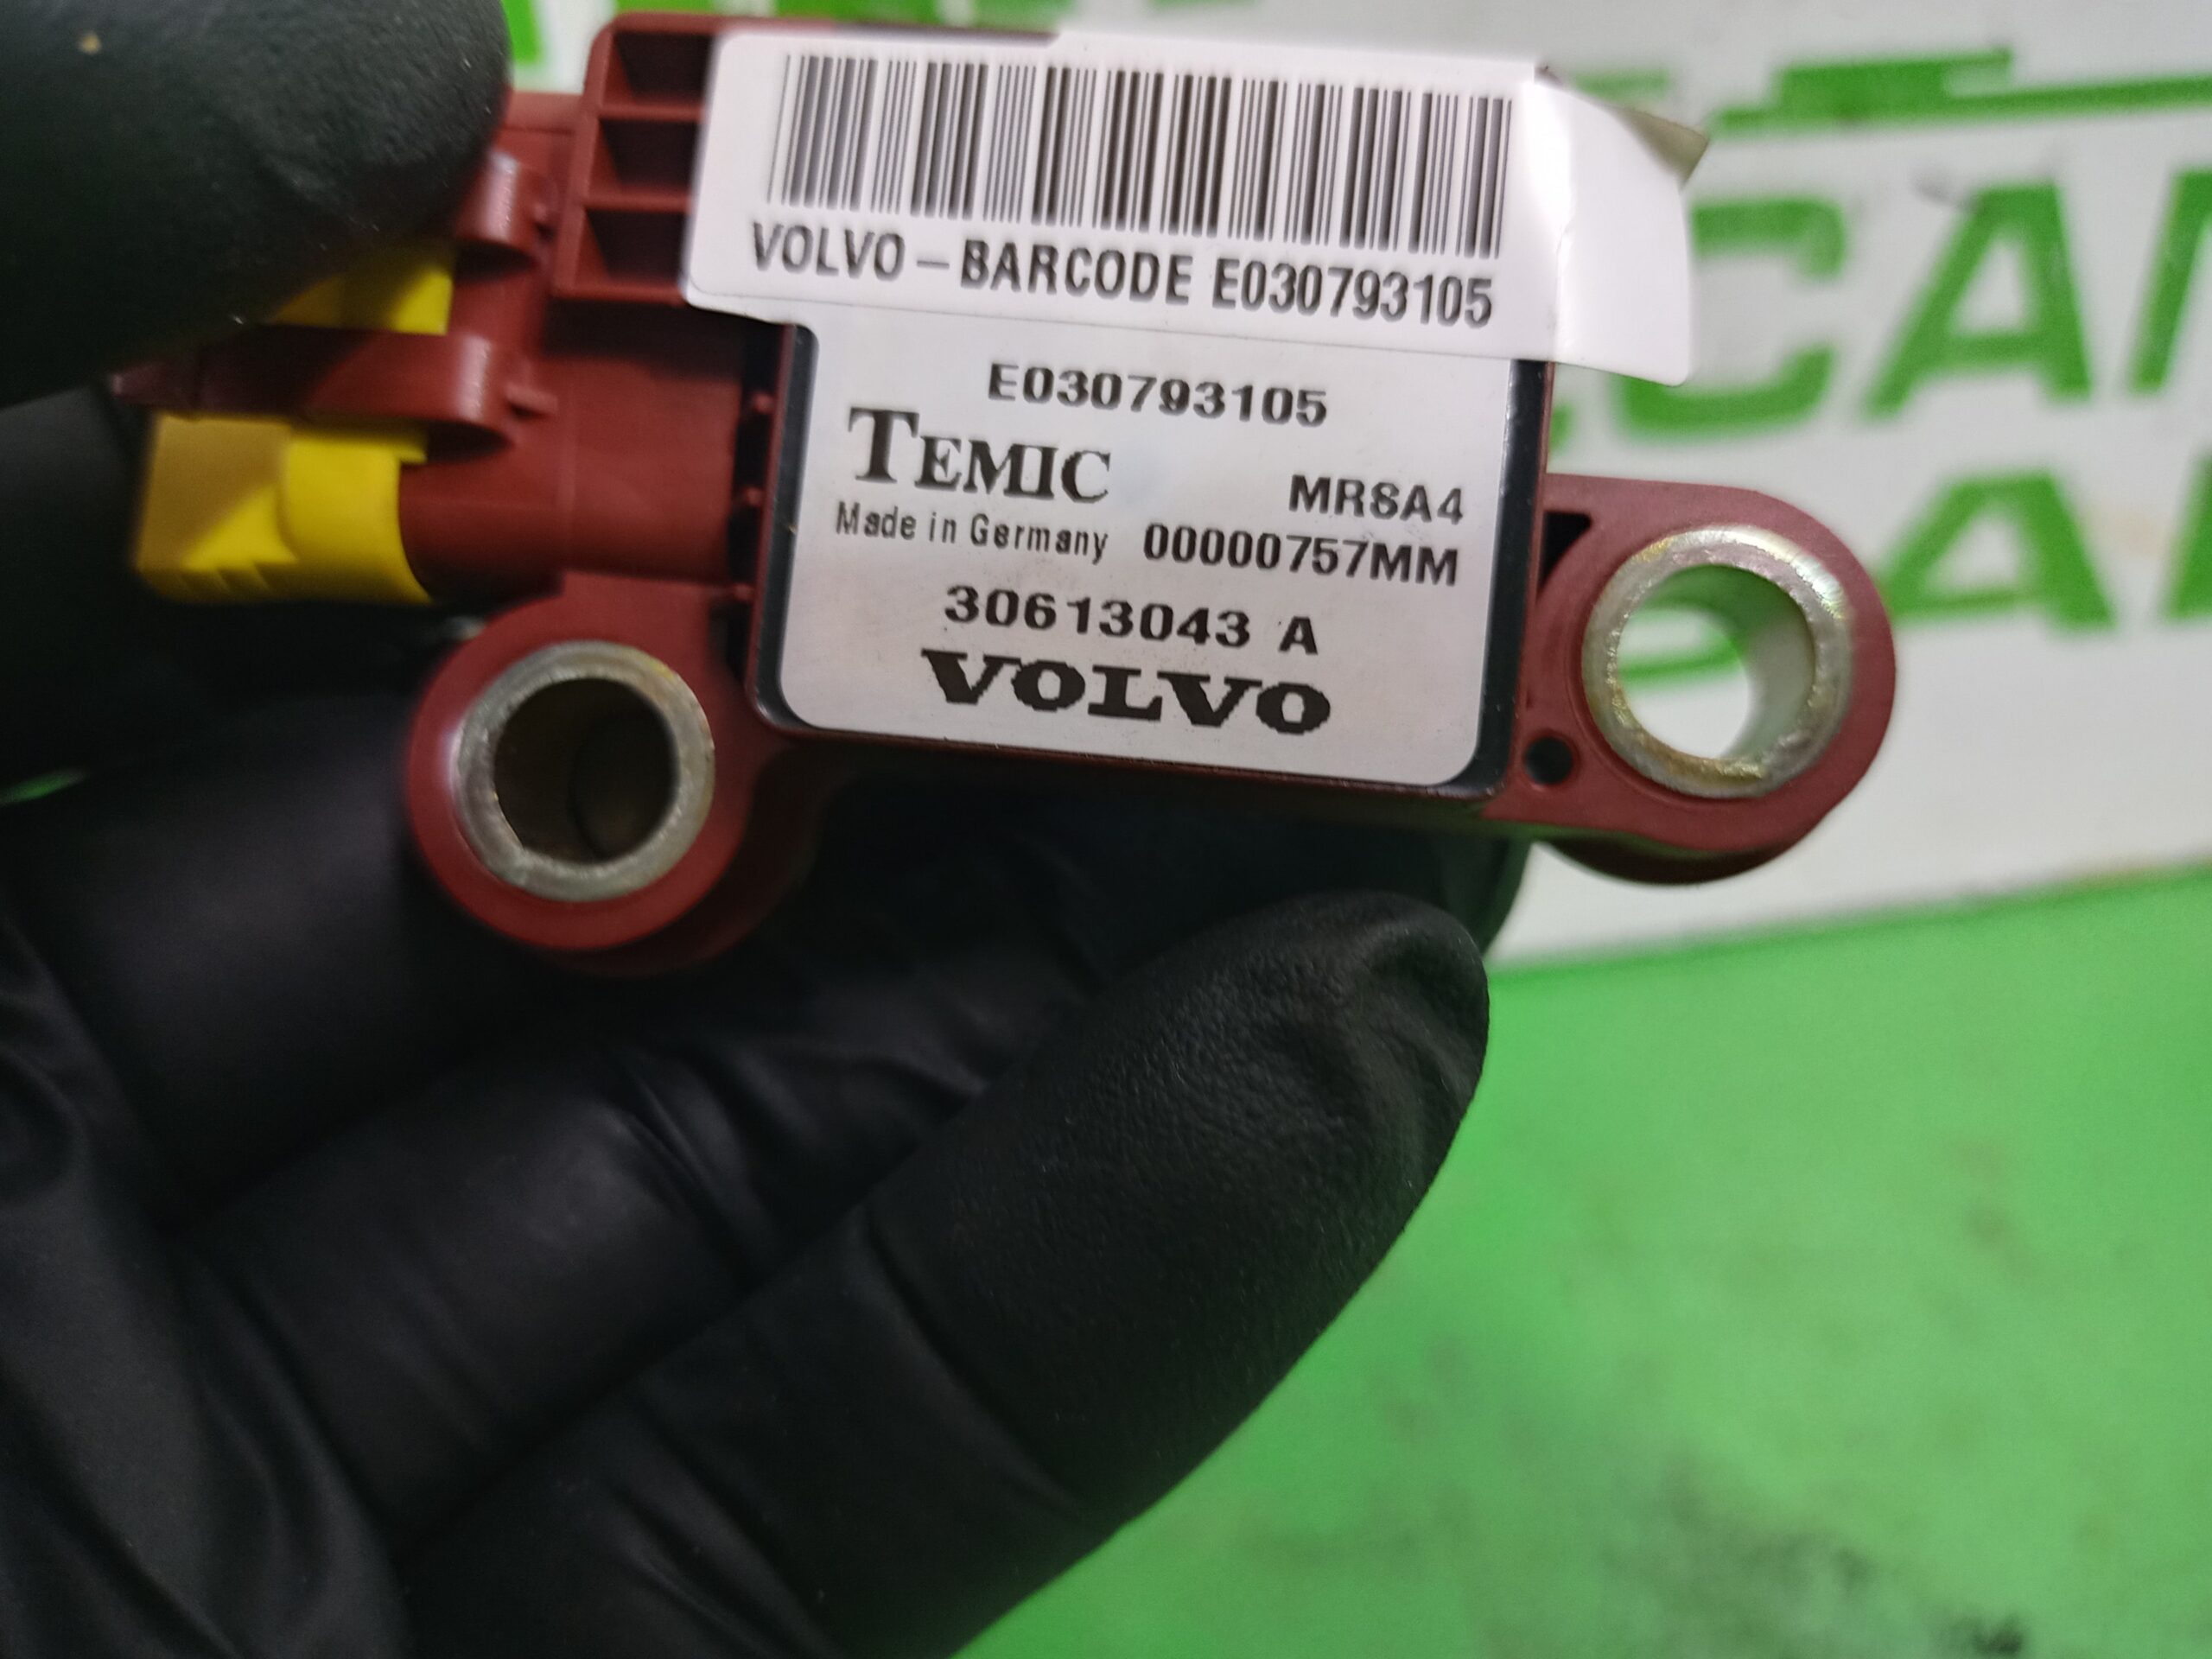 VOLVO – BARCODE E030793105
E030793105
TEMIC
MRSA4
Made in Germany 00000757MM
30613043 A
VOLVO